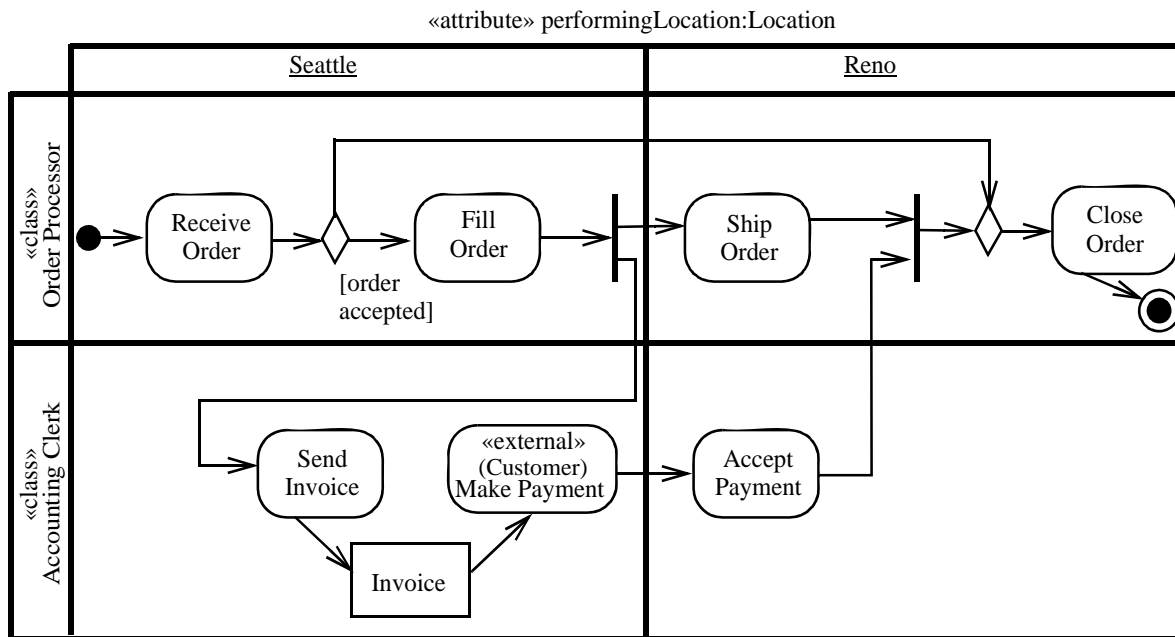 «attribute» performingLocation:Location
Seattle
Reno
«class»
Order Processor
Receive
Order
Fill
Order
Ship
Order
Close
Order
[order
accepted]
«class»
Accounting Clerk
Send
Invoice
«external»
(Customer)
Make Payment
Accept
Payment
Invoice